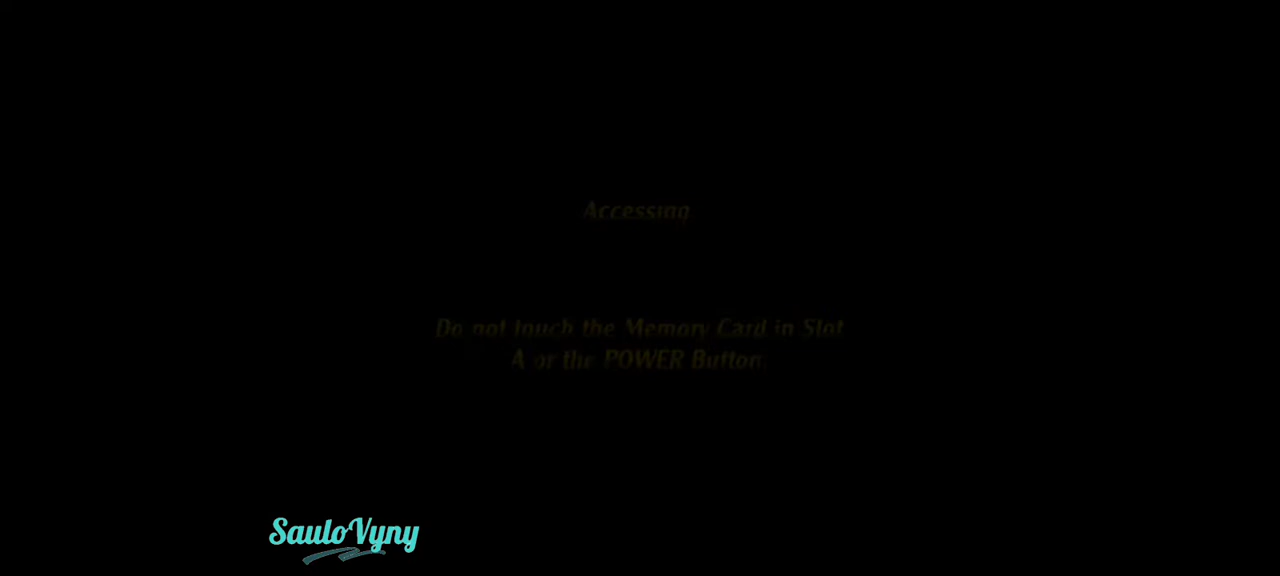 Accessing
Do not touch the Memory Card in Slot
A or the POWER Button
SauloVyny